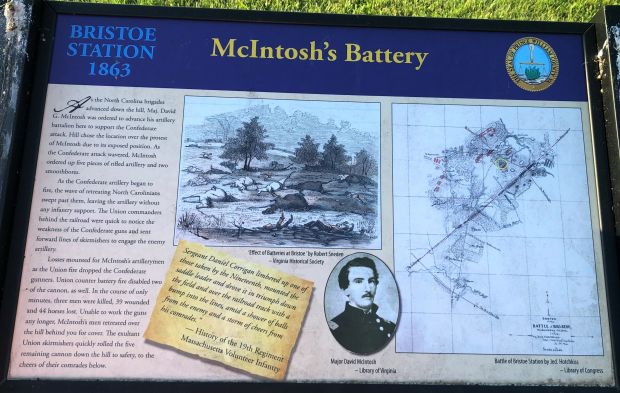 BRISTOE
STATION
1863
McIntosh's Battery
As the North Carolina brigades
advanced down the hill, Maj. David
G. McIntosh was ordered to advance his artillery
battalion here to support the Confederate
attack. Hill chose the location over the protest
of McIntosh due to its exposed position. As
the Confederate attack wavered, McIntosh
ordered up five pieces of rifled artillery and two
smoothbores.
As the Confederate artillery began to
fire, the wave of retreating North Carolinians
swept past them, leaving the artillery without
any infantry support. The Union commanders
behind the railroad were quick to notice the
weakness of the Confederate guns and sent
forward lines of skirmishers to engage the enemy
artillery.
Losses mounted for McIntosh's artillerymen
as the Union fire dropped the Confederate
gunners. Union counter battery fire disabled two
of the cannon, as well. In the course of only
minutes, three men were killed, 39 wounded
and 44 horses lost. Unable to work the guns
any longer, McIntosh's men retreated over
the hill behind you for cover. The exultant
Union skirmishers quickly rolled the five
remaining cannon down the hill to safety, to the
cheers of their comrades below.
"Effect of Batteries at Bristoe" by Robert Sneden
– Virginia Historical Society
Sergeant Daniel Corrigan limbered up one of
those taken by the Nineteenth, mounted the
saddle leader and drove it in triumph down
the field and over the railroad track with a
bump into the lines, amid a shower of balls
from the enemy and a storm of cheers from
his comrades."
— History of the 19th Regiment
Massachusetts Volunteer Infantry
Major David McIntosh
– Library of Virginia
BATTLE OF BRISTOE
Battle of Bristoe Station by Jed. Hotchkiss
– Library of Congress